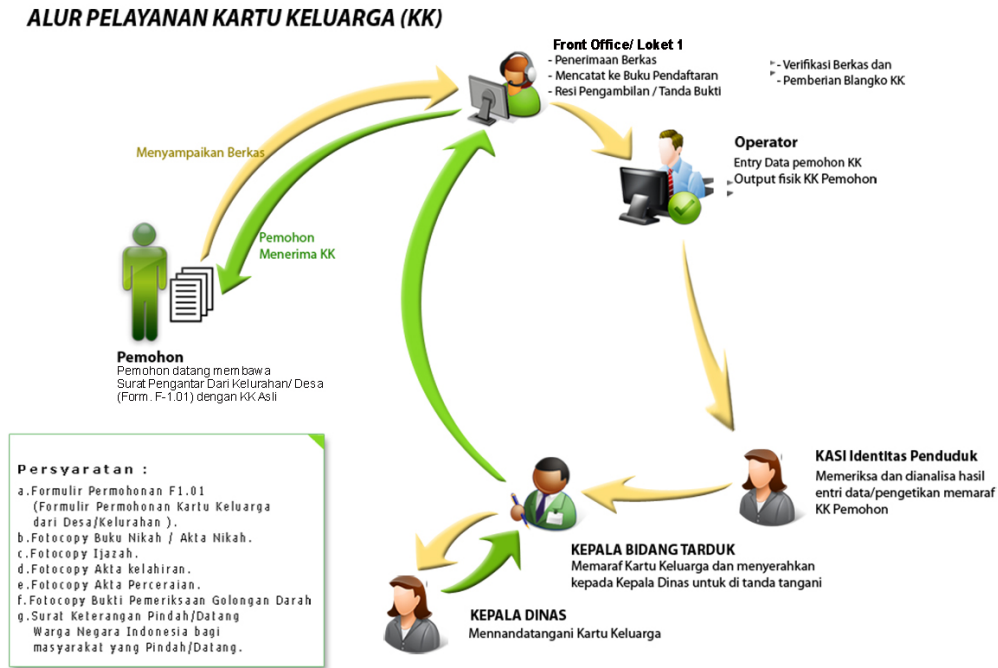 ALUR PELAYANAN KARTU KELUARGA (KK)
Front Office/ Loket 1
- Penerimaan Berkas
- Mencatat ke Buku Pendaftaran
- Resi Pengambilan / Tanda Bukti
- Verifikasi Berkas dan
- Pemberian Blangko KK
Operator
Entry Data pemohon KK
Output fisik KK Pemohon
Menyampaikan Berkas
Pemohon
Menerima KK
Pemohon
Pemohon datang membawa
Surat Pengantar Dari Kelurahan/ Desa
(Form. F-1.01) dengan KK Asli
KASI Identitas Penduduk
Memeriksa dan dianalisa hasil
entri data/pengetikan memaraf
KK Pemohon
KEPALA BIDANG TARDUK
Memaraf Kartu Keluarga dan menyerahkan
kepada Kepala Dinas untuk di tanda tangani
KEPALA DINAS
Mennandatangani Kartu Keluarga
Persyaratan :
a.Formulir Permohonan F1.01
(Formulir Permohonan Kartu Keluarga
dari Desa/Kelurahan ).
b.Fotocopy Buku Nikah / Akta Nikah.
c.Fotocopy Ijazah.
d.Fotocopy Akta kelahiran.
e.Fotocopy Akta Perceraian.
f.Fotocopy Bukti Pemeriksaan Golongan Darah
g.Surat Keterangan Pindah/Datang
Warga Negara Indonesia bagi
masyarakat yang Pindah/Datang.